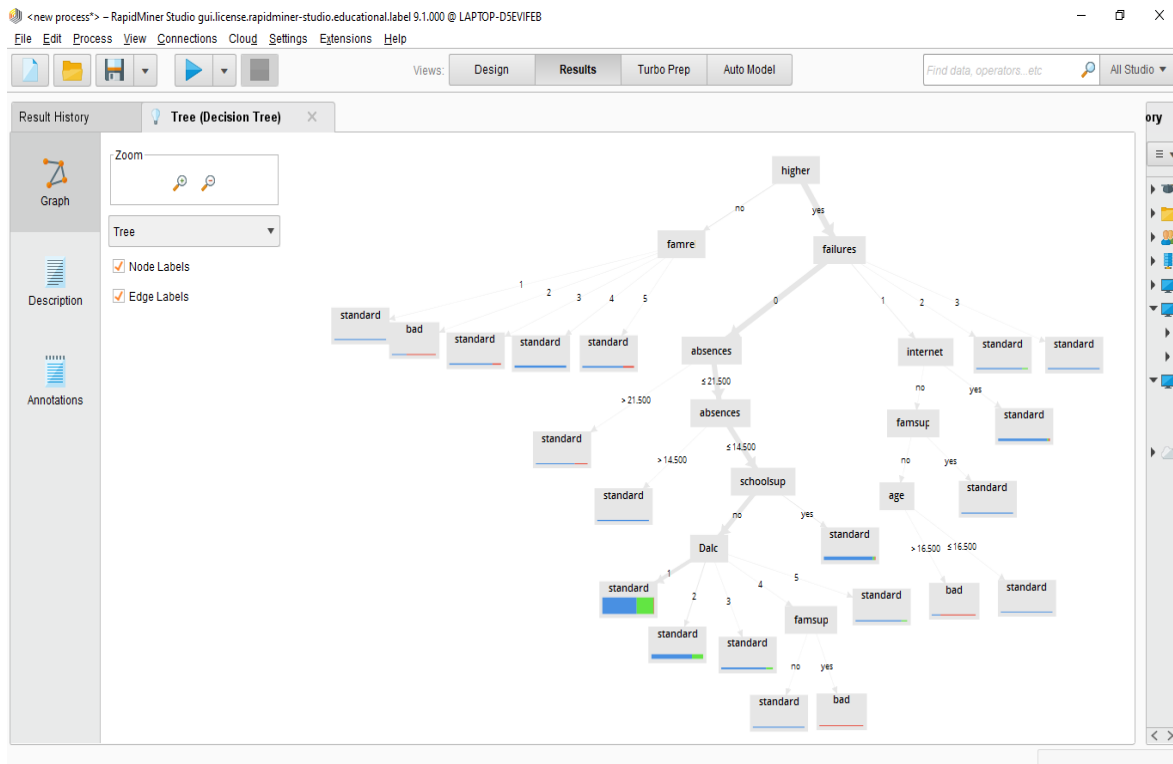 <new process*> – RapidMiner Studio gui.license.rapidminer-studio.educational.label 9.1.000 @ LAPTOP-D5EVIFEB
File Edit Process View Connections Cloud Settings Extensions Help
Views: Design Results Turbo Prep Auto Model
Find data, operators...etc
All Studio
Result History
Tree (Decision Tree)
ory
Zoom
Graph
Tree
Node Labels
Edge Labels
Description
Annotations
higher
no yes
famre failures
1 2 3 4 5
0 1 2 3
standard bad standard standard standard
absences internet standard standard
≤ 21.500
> 21.500
no yes
absences famsup standard
standard
≤ 14.500
> 14.500
no yes
schoolsup age standard
standard
no yes
> 16.500 ≤ 16.500
Dalc standard
1 2 3 4 5
standard standard bad standard
standard standard famsup
no yes
standard bad